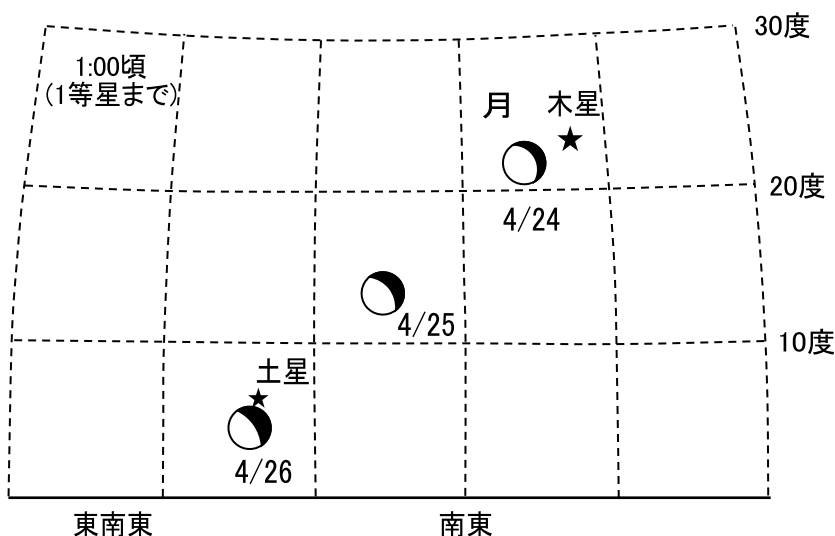 30度
1:00頃
(1等星まで)
月 木星
20度
4/24
4/25
10度
土星
4/26
東南東 南東